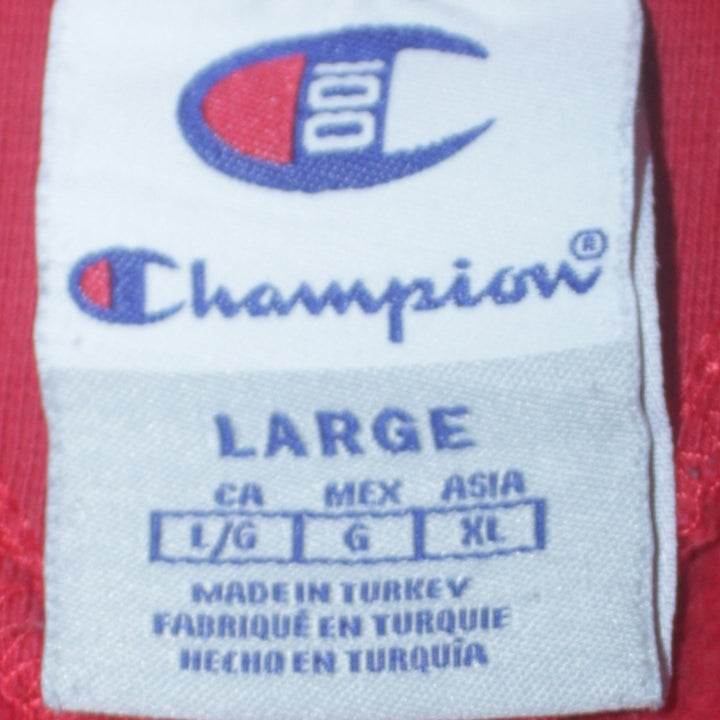 100
Champion®
LARGE
CA MEX ASIA
L/G G XL
MADE IN TURKEY
FABRIQUÉ EN TURQUIE
HECHO EN TURQUÍA